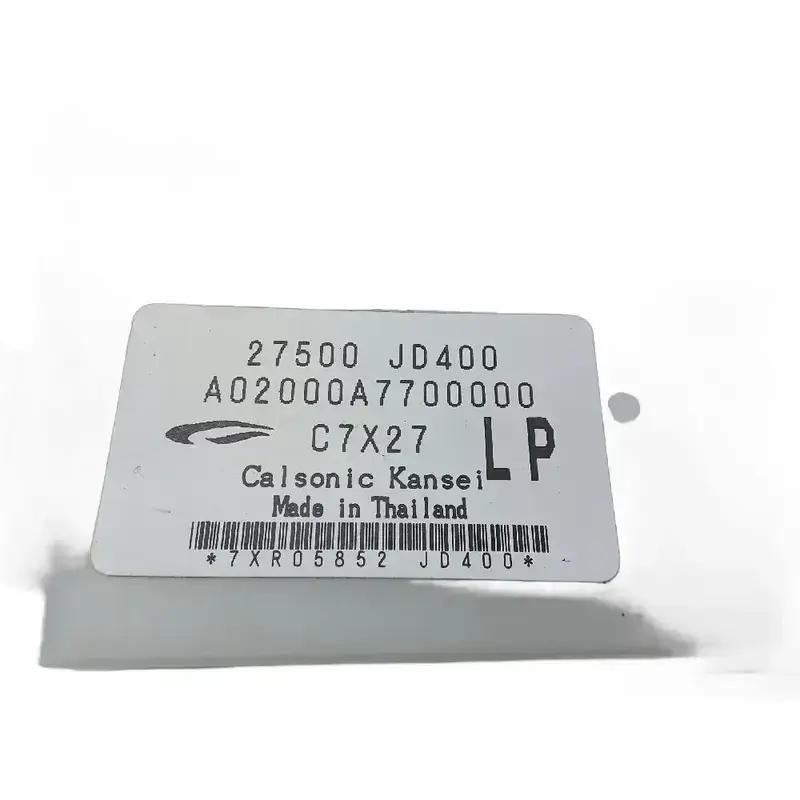 27500 JD400
A02000A7700000
C7X27 LP
Calsonic Kansei
Made in Thailand
*7XR05852 JD400*